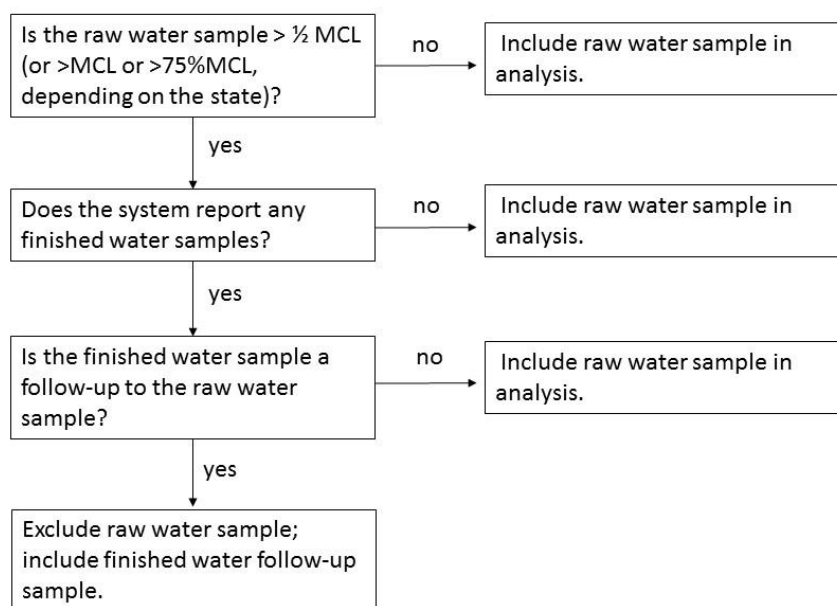 Is the raw water sample > ½ MCL
(or >MCL or >75%MCL,
depending on the state)?
no
Include raw water sample in
analysis.
yes
Does the system report any
finished water samples?
no
Include raw water sample in
analysis.
yes
Is the finished water sample a
follow-up to the raw water
sample?
no
Include raw water sample in
analysis.
yes
Exclude raw water sample;
include finished water follow-up
sample.